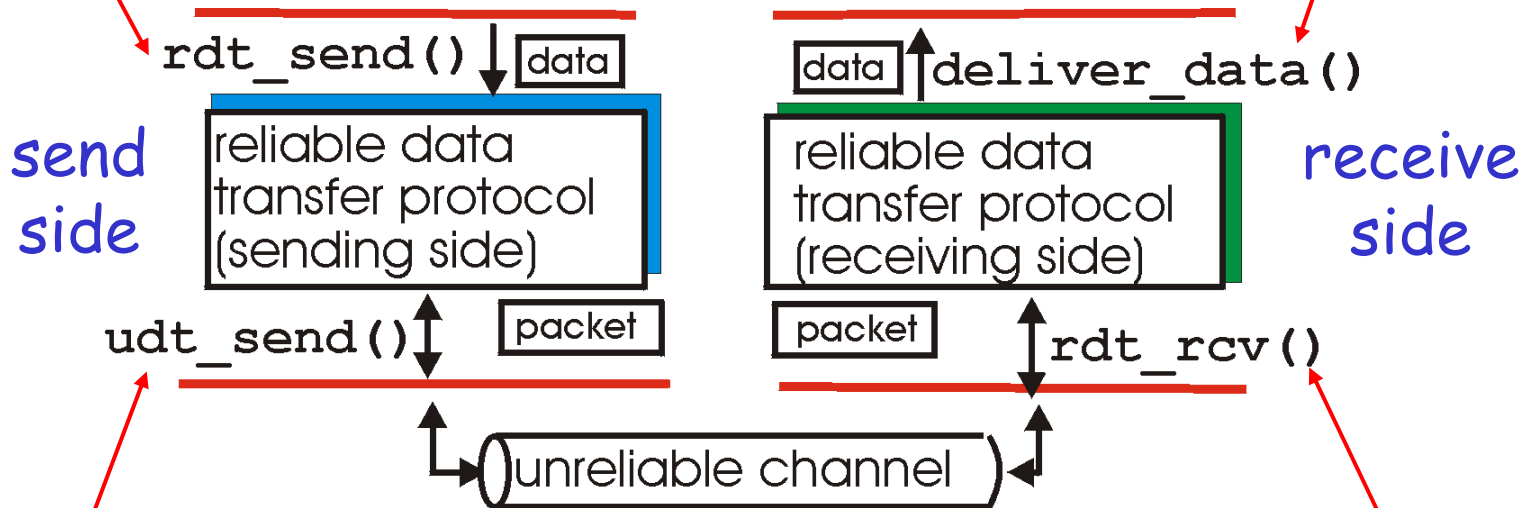 rdt_send()
data
data
deliver_data()
send
side
reliable data
transfer protocol
(sending side)
reliable data
transfer protocol
(receiving side)
receive
side
udt_send()
packet
packet
rdt_rcv()
unreliable channel